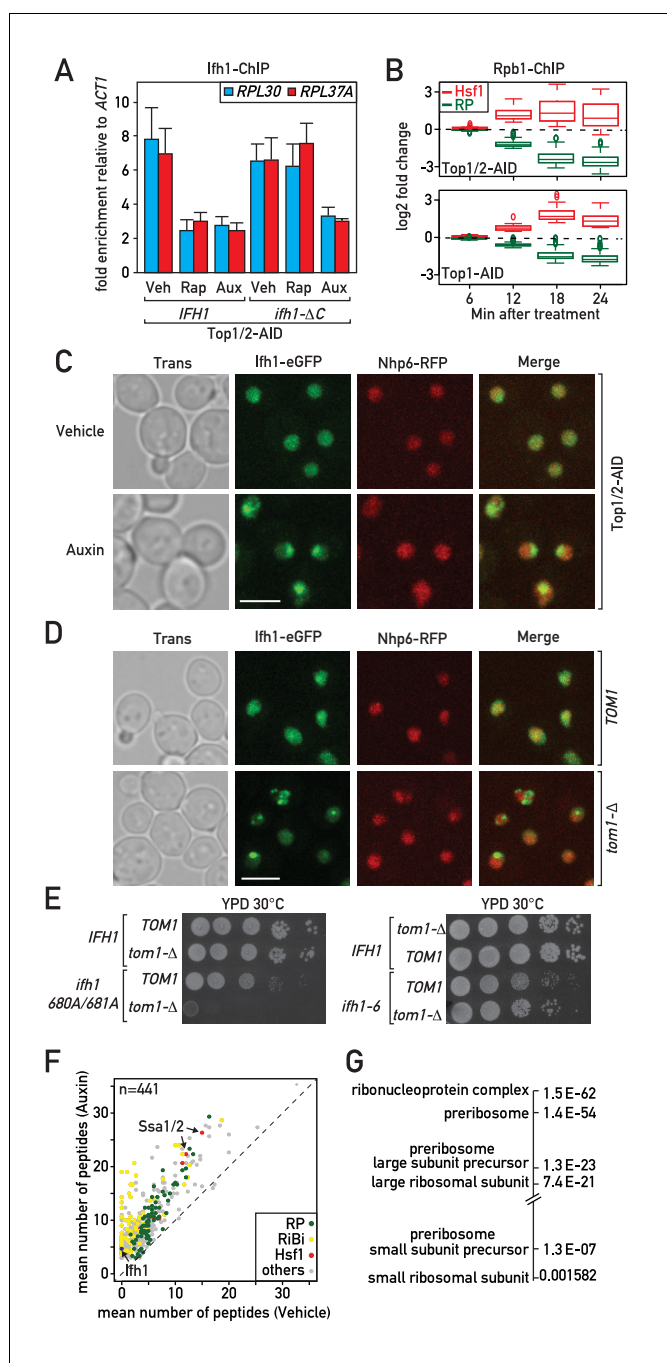 A
Ifh1-ChIP
RPL30 RPL37A
fold enrichment relative to ACT1
10
8
6
4
2
0
Veh Rap Aux Veh Rap Aux
IFH1 ifh1-ΔC
Top1/2-AID
B
Rpb1-ChIP
Hsf1
RP
3
0
-3
Top1/2-AID
log2 fold change
3
0
-3
Top1-AID
6 12 18 24
Min after treatment
C
Trans Ifh1-eGFP Nhp6-RFP Merge
Vehicle
Auxin
Top1/2-AID
D
Trans Ifh1-eGFP Nhp6-RFP Merge
TOM1
tom1-Δ
E
YPD 30°C
IFH1 TOM1
tom1-Δ
ifh1 680A/681A TOM1
tom1-Δ
YPD 30°C
IFH1 tom1-Δ
TOM1
ifh1-6 TOM1
tom1-Δ
F
n=441
mean number of peptides (Auxin)
30
20
10
0
Ssa1/2
Ifh1
RP
RiBi
Hsf1
others
0 10 20 30
mean number of peptides (Vehicle)
G
ribonucleoprotein complex 1.5 E-62
preribosome 1.4 E-54
preribosome
large subunit precursor 1.3 E-23
large ribosomal subunit 7.4 E-21
preribosome
small subunit precursor 1.3 E-07
small ribosomal subunit 0.001582